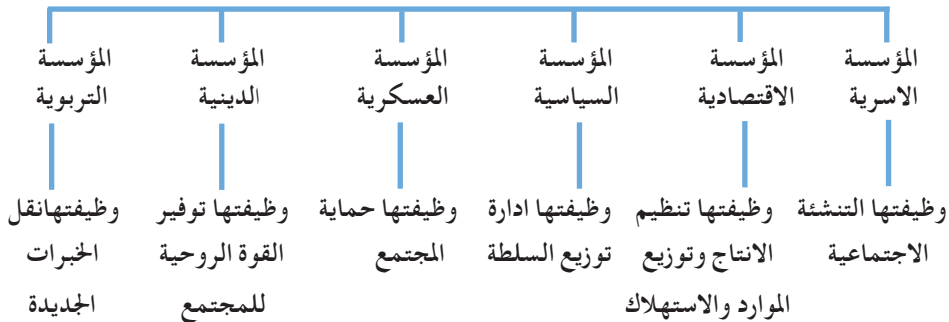 المؤسسة
الاسرية
المؤسسة
الاقتصادية
المؤسسة
السياسية
المؤسسة
العسكرية
المؤسسة
الدينية
المؤسسة
التربوية
وظيفتها التنشئة
الاجتماعية
وظيفتها تنظيم
الانتاج وتوزيع
الموارد والاستهلاك
وظيفتها ادارة
توزيع السلطة
وظيفتها حماية
المجتمع
وظيفتها توفير
القوة الروحية
للمجتمع
وظيفتهانقل
الخبرات
الجديدة